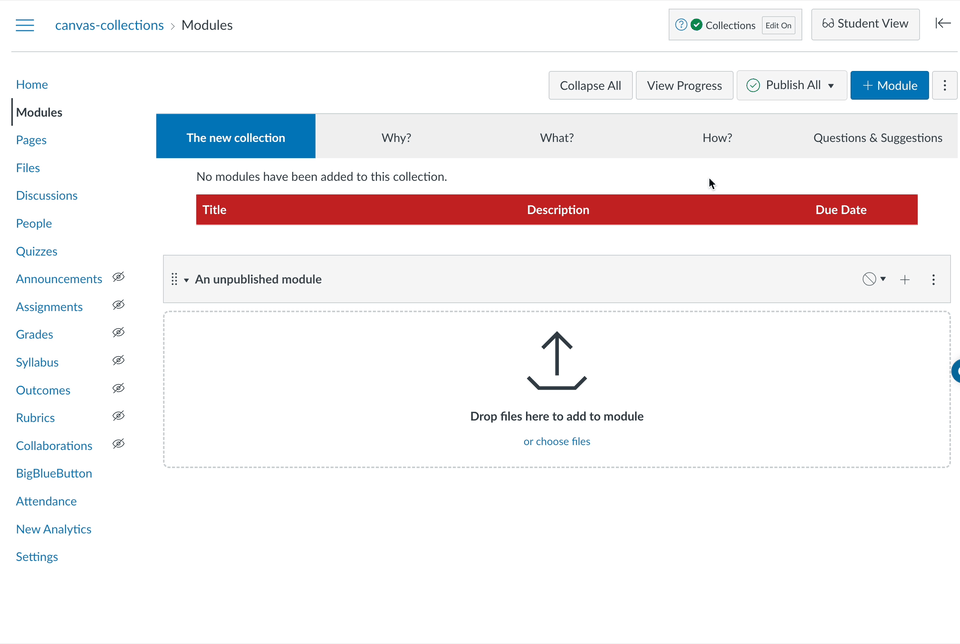 canvas-collections › Modules
? Collections Edit On
Student View
Collapse All View Progress Publish All + Module
Home
Modules
Pages
Files
Discussions
People
Quizzes
Announcements
Assignments
Grades
Syllabus
Outcomes
Rubrics
Collaborations
BigBlueButton
Attendance
New Analytics
Settings
The new collection Why? What? How? Questions & Suggestions
No modules have been added to this collection.
Title Description Due Date
An unpublished module
Drop files here to add to module
or choose files